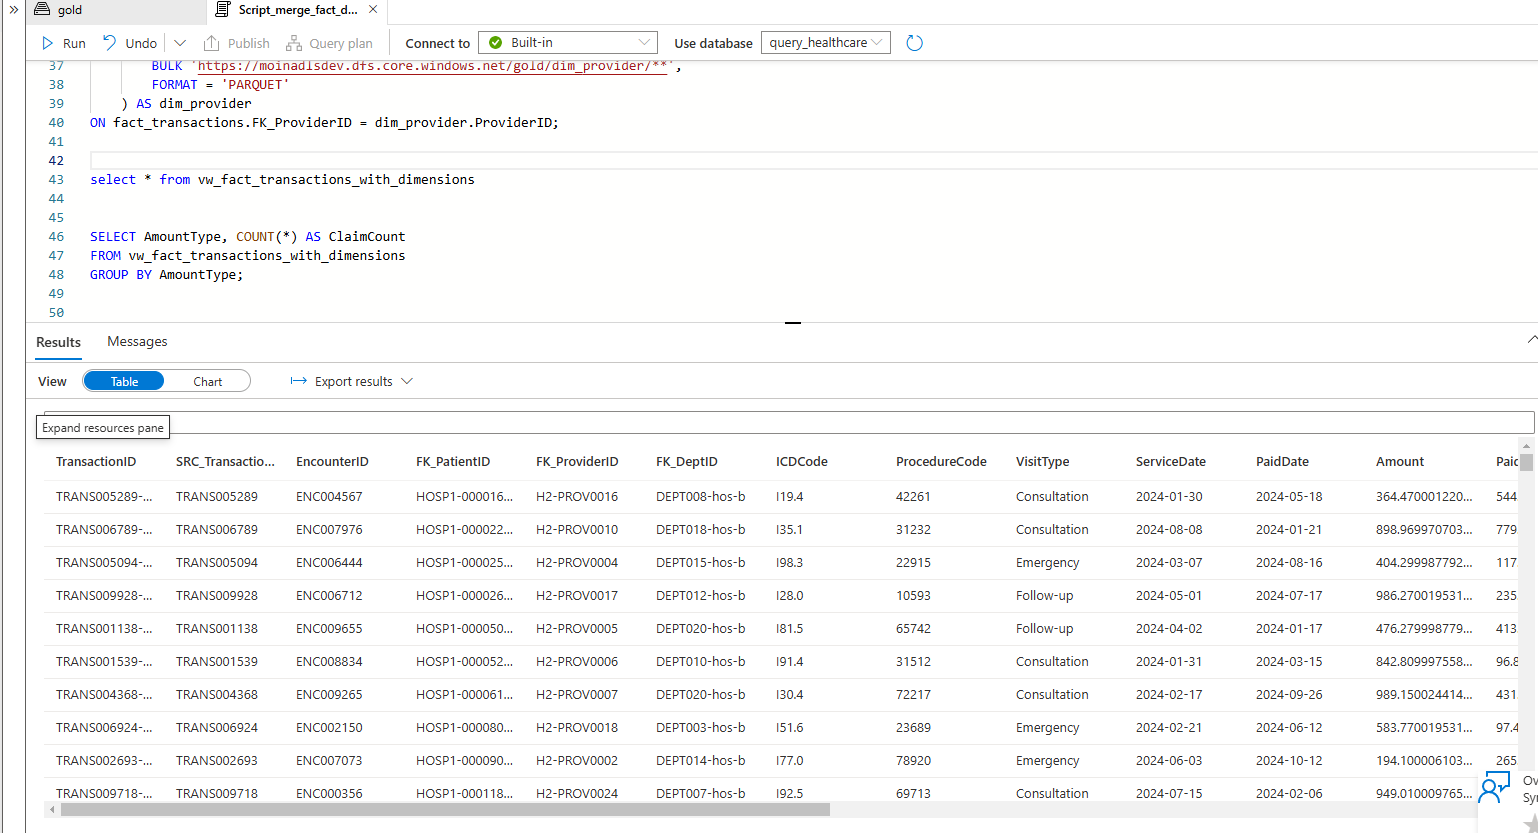 gold
Script_merge_fact_d...
Run Undo Publish Query plan Connect to Built-in Use database query_healthcare
37 BULK 'https://moinadlsdev.dfs.core.windows.net/gold/dim_provider/**',
38 FORMAT = 'PARQUET'
39 ) AS dim_provider
40 ON fact_transactions.FK_ProviderID = dim_provider.ProviderID;
41
42
43 select * from vw_fact_transactions_with_dimensions
44
45
46 SELECT AmountType, COUNT(*) AS ClaimCount
47 FROM vw_fact_transactions_with_dimensions
48 GROUP BY AmountType;
49
50
Results Messages
View Table Chart Export results
Expand resources pane
TransactionID SRC_Transactio... EncounterID FK_PatientID FK_ProviderID FK_DeptID ICDCode ProcedureCode VisitType ServiceDate PaidDate Amount Paid
TRANS005289-... TRANS005289 ENC004567 HOSP1-000016... H2-PROV0016 DEPT008-hos-b I19.4 42261 Consultation 2024-01-30 2024-05-18 364.470001220... 544
TRANS006789-... TRANS006789 ENC007976 HOSP1-000022... H2-PROV0010 DEPT018-hos-b I35.1 31232 Consultation 2024-08-08 2024-01-21 898.969970703... 779
TRANS005094-... TRANS005094 ENC006444 HOSP1-000025... H2-PROV0004 DEPT015-hos-b I98.3 22915 Emergency 2024-03-07 2024-08-16 404.299987792... 117
TRANS009928-... TRANS009928 ENC006712 HOSP1-000026... H2-PROV0017 DEPT012-hos-b I28.0 10593 Follow-up 2024-05-01 2024-07-17 986.270019531... 235
TRANS001138-... TRANS001138 ENC009655 HOSP1-000050... H2-PROV0005 DEPT020-hos-b I81.5 65742 Follow-up 2024-04-02 2024-01-17 476.279998779... 413
TRANS001539-... TRANS001539 ENC008834 HOSP1-000052... H2-PROV0006 DEPT010-hos-b I91.4 31512 Consultation 2024-01-31 2024-03-15 842.809997558... 96.8
TRANS004368-... TRANS004368 ENC009265 HOSP1-000061... H2-PROV0007 DEPT020-hos-b I30.4 72217 Consultation 2024-02-17 2024-09-26 989.150024414... 431
TRANS006924-... TRANS006924 ENC002150 HOSP1-000080... H2-PROV0018 DEPT003-hos-b I51.6 23689 Emergency 2024-02-21 2024-06-12 583.770019531... 97.4
TRANS002693-... TRANS002693 ENC007073 HOSP1-000090... H2-PROV0002 DEPT014-hos-b I77.0 78920 Emergency 2024-06-03 2024-10-12 194.100006103... 265
TRANS009718-... TRANS009718 ENC000356 HOSP1-000118... H2-PROV0024 DEPT007-hos-b I92.5 69713 Consultation 2024-07-15 2024-02-06 949.010009765...
Ov
Syn